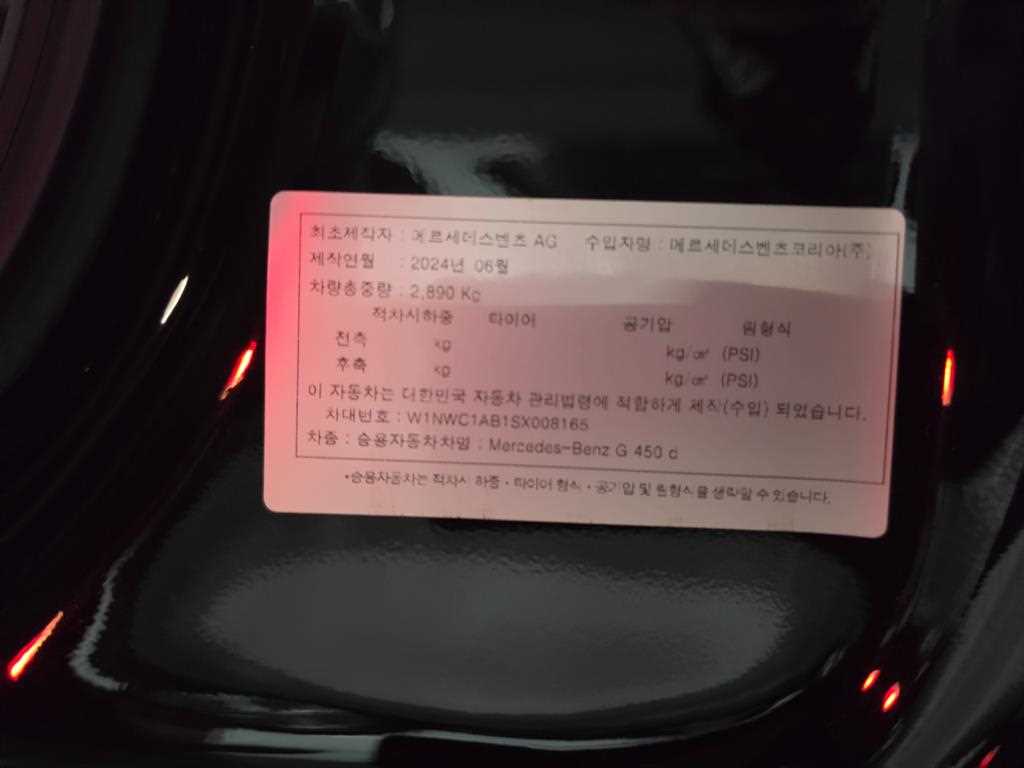 최초제작자 : 메르세데스벤츠 AG 수입자명 : 메르세데스벤츠코리아(주)
제작연월 : 2024년 06월
차량총중량 : 2,890 Kg
적차시하중 타이어 공기압 원형식
전측 kg kg/㎠ (PSI)
후측 kg kg/㎠ (PSI)
이 자동차는 대한민국 자동차 관리법령에 적합하게 제작(수입) 되었습니다.
차대번호 : W1NWC1AB1SX008165
차종 : 승용자동차차명 : Mercedes-Benz G 450 d
*승용자동차는 적차시 하중·타이어 형식·공기압 및 원형식을 생략할 수 있습니다.